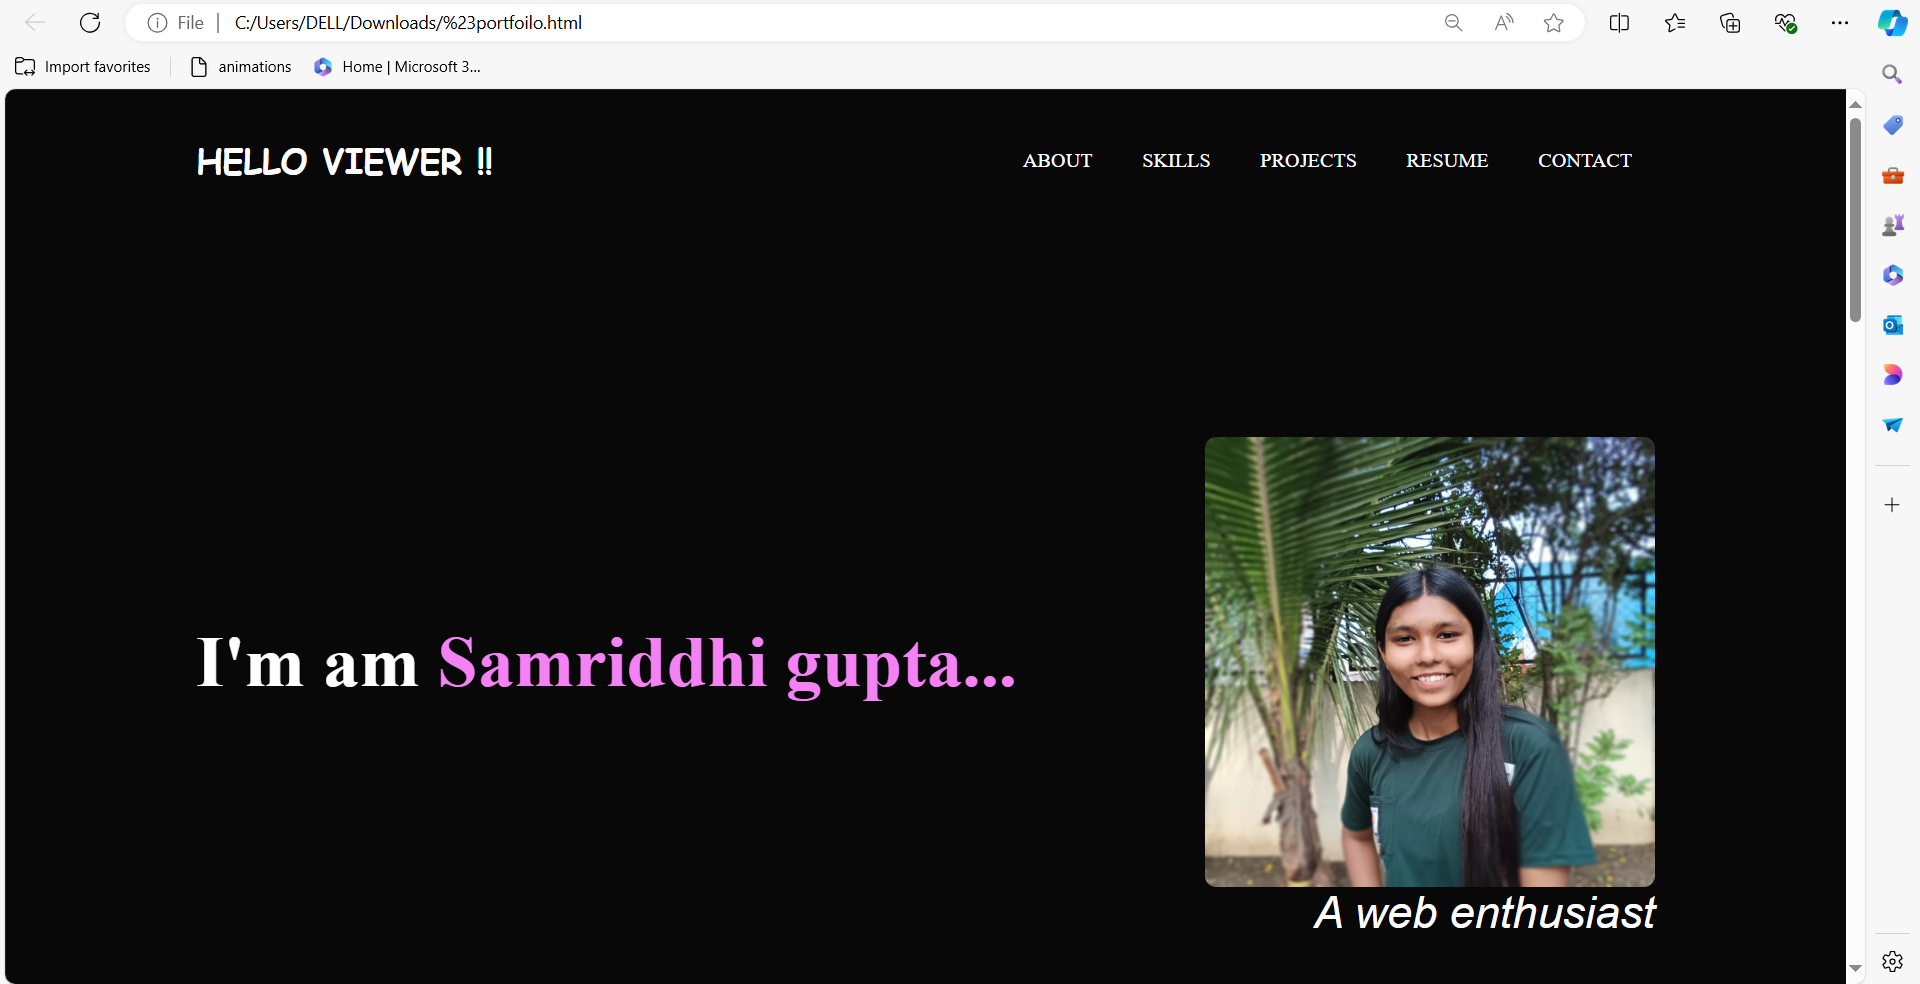 File
C:/Users/DELL/Downloads/%23portfoilo.html
Import favorites
animations
Home | Microsoft 3...
HELLO VIEWER !!
ABOUT
SKILLS
PROJECTS
RESUME
CONTACT
I'm am Samriddhi gupta...
A web enthusiast